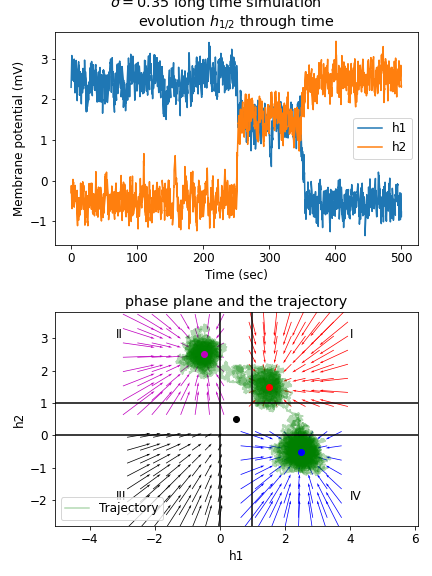 σ = 0.35 long time simulation
evolution h1/2 through time
Membrane potential (mV)
3
2
1
0
−1
h1
h2
0 100 200 300 400 500
Time (sec)
phase plane and the trajectory
h2
3
2
1
0
−1
−2
II
I
III
IV
Trajectory
−4 −2 0 2 4 6
h1